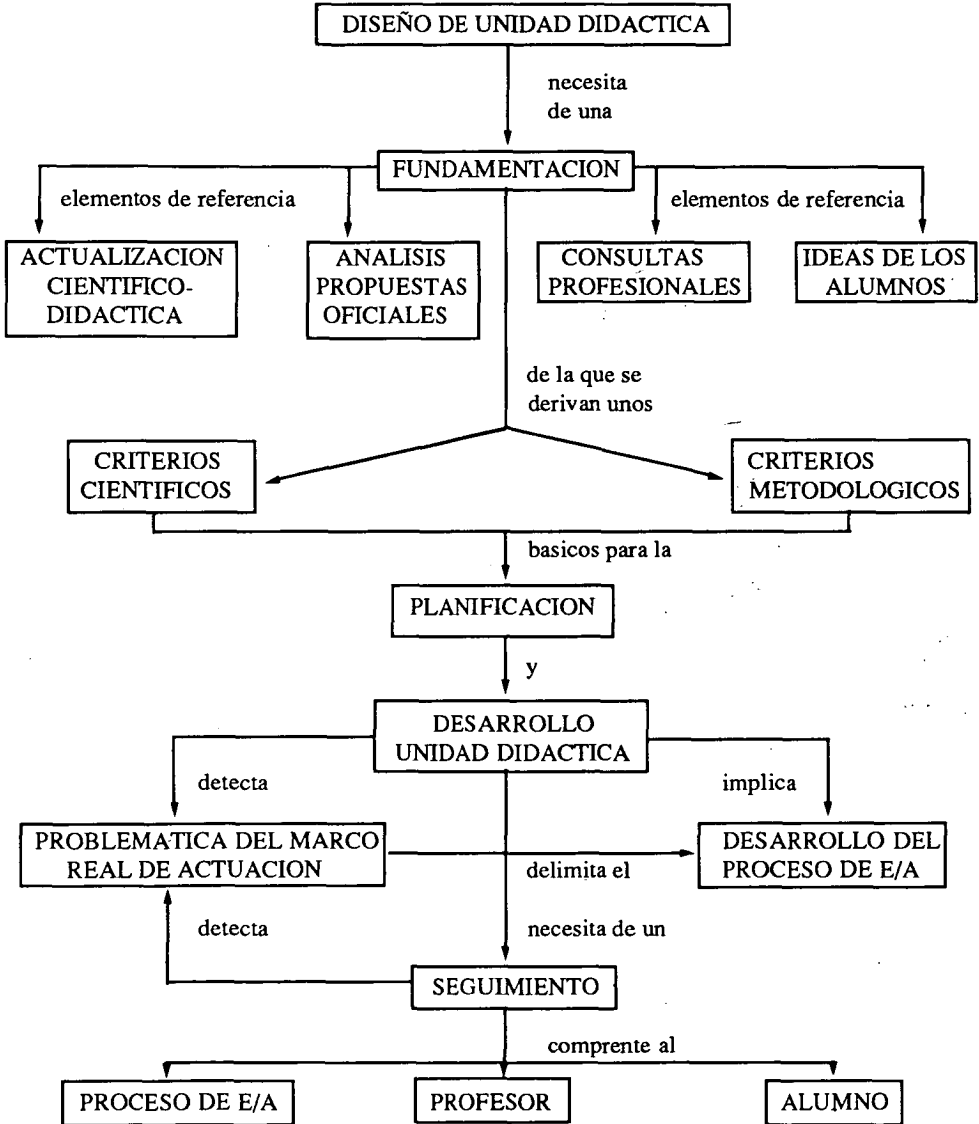 DISEÑO DE UNIDAD DIDACTICA
necesita
de una
FUNDAMENTACION
elementos de referencia
elementos de referencia
ACTUALIZACION
CIENTIFICO-
DIDACTICA
ANALISIS
PROPUESTAS
OFICIALES
CONSULTAS
PROFESIONALES
IDEAS DE LOS
ALUMNOS
de la que se
derivan unos
CRITERIOS
CIENTIFICOS
CRITERIOS
METODOLOGICOS
basicos para la
PLANIFICACION
y
DESARROLLO
UNIDAD DIDACTICA
detecta
implica
PROBLEMATICA DEL MARCO
REAL DE ACTUACION
delimita el
DESARROLLO DEL
PROCESO DE E/A
detecta
necesita de un
SEGUIMIENTO
comprente al
PROCESO DE E/A
PROFESOR
ALUMNO